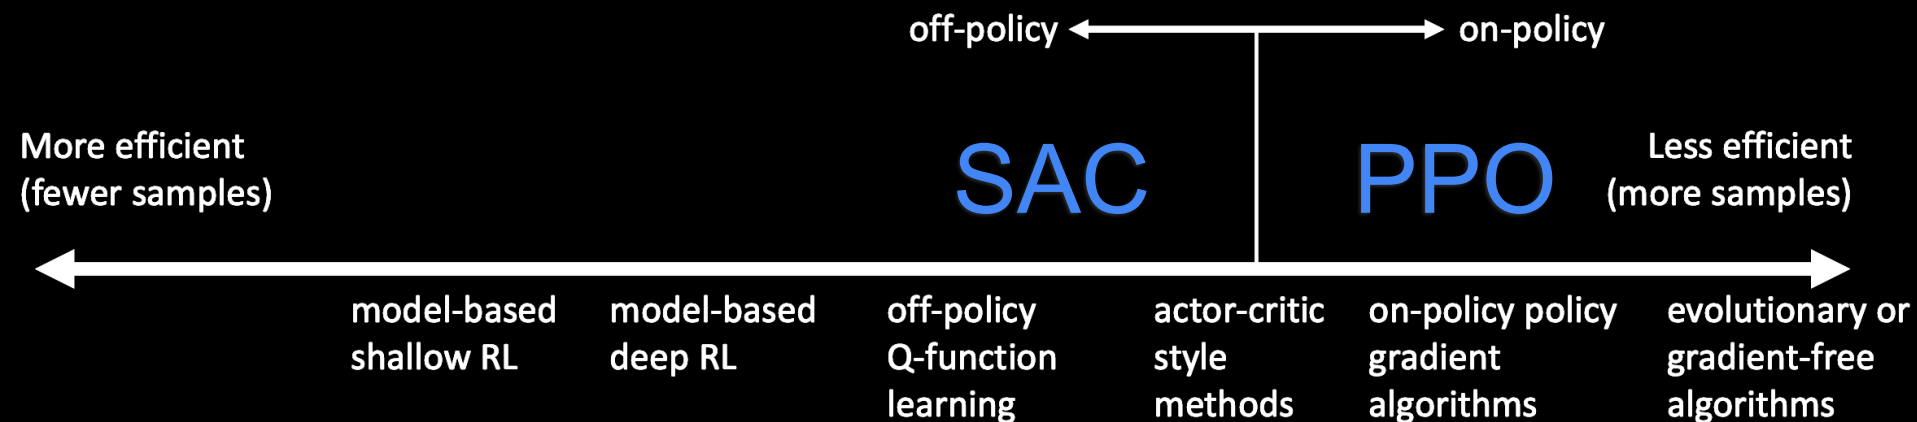 off-policy
on-policy
More efficient
(fewer samples)
SAC
PPO
Less efficient
(more samples)
model-based
shallow RL
model-based
deep RL
off-policy
Q-function
learning
actor-critic
style
methods
on-policy policy
gradient
algorithms
evolutionary or
gradient-free
algorithms